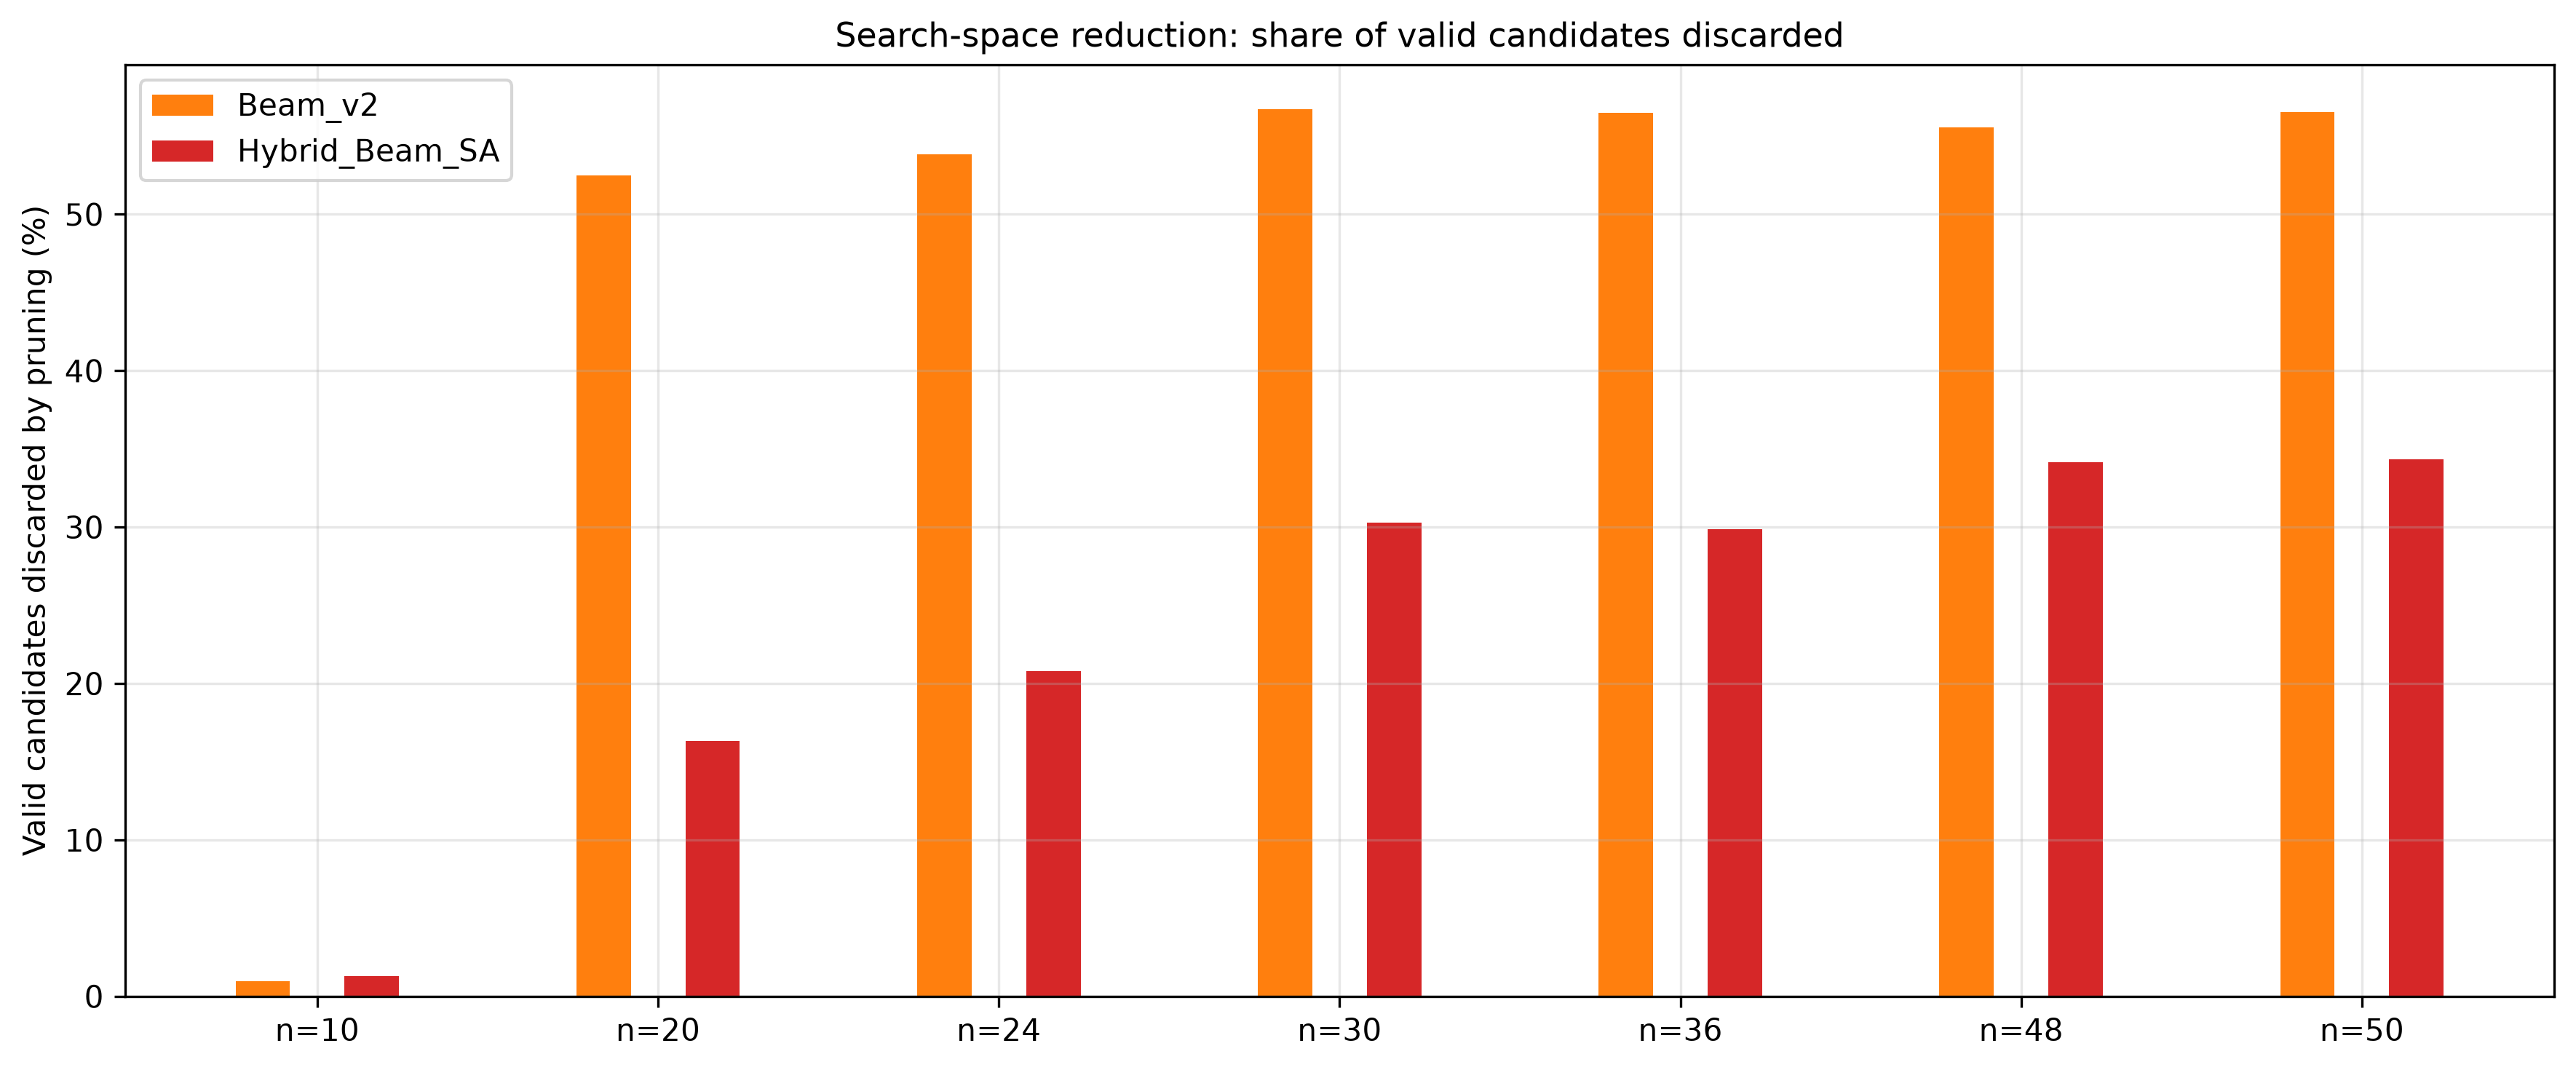 Search-space reduction: share of valid candidates discarded
Beam_v2
Hybrid_Beam_SA
Valid candidates discarded by pruning (%)
50
40
30
20
10
0
n=10 n=20 n=24 n=30 n=36 n=48 n=50